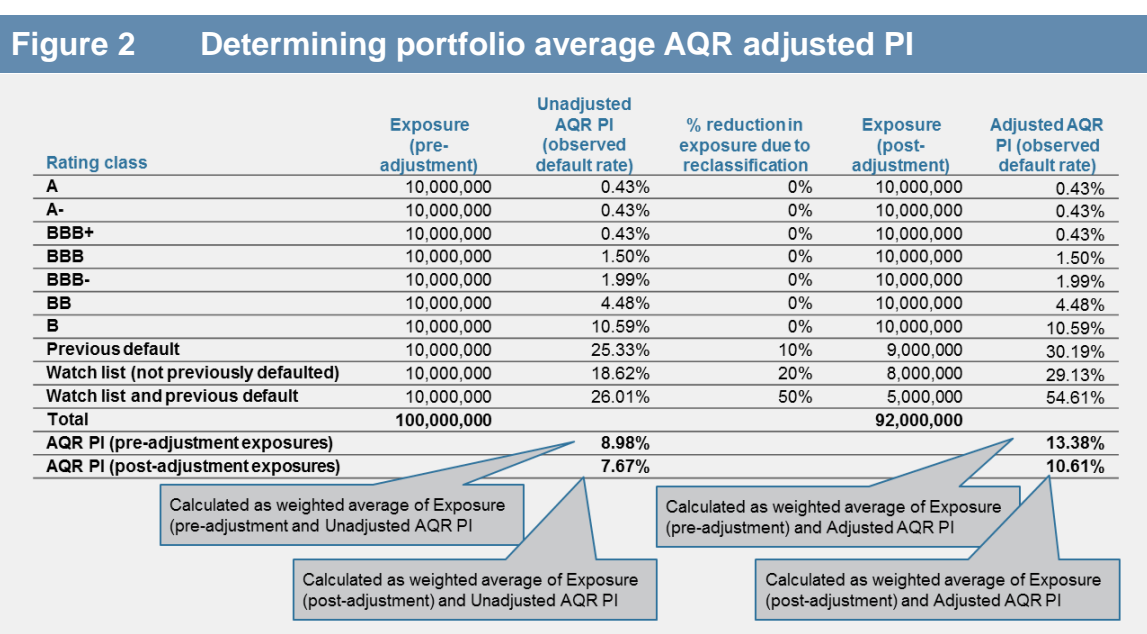 Figure 2 Determining portfolio average AQR adjusted PI
Rating class Exposure (pre-adjustment) Unadjusted AQR PI (observed default rate) % reduction in exposure due to reclassification Exposure (post-adjustment) Adjusted AQR PI (observed default rate)
A 10,000,000 0.43% 0% 10,000,000 0.43%
A- 10,000,000 0.43% 0% 10,000,000 0.43%
BBB+ 10,000,000 0.43% 0% 10,000,000 0.43%
BBB 10,000,000 1.50% 0% 10,000,000 1.50%
BBB- 10,000,000 1.99% 0% 10,000,000 1.99%
BB 10,000,000 4.48% 0% 10,000,000 4.48%
B 10,000,000 10.59% 0% 10,000,000 10.59%
Previous default 10,000,000 25.33% 10% 9,000,000 30.19%
Watch list (not previously defaulted) 10,000,000 18.62% 20% 8,000,000 29.13%
Watch list and previous default 10,000,000 26.01% 50% 5,000,000 54.61%
Total 100,000,000 92,000,000
AQR PI (pre-adjustment exposures) 8.98% 13.38%
AQR PI (post-adjustment exposures) 7.67% 10.61%
Calculated as weighted average of Exposure
(pre-adjustment and Unadjusted AQR PI
Calculated as weighted average of Exposure
(pre-adjustment) and Adjusted AQR PI
Calculated as weighted average of Exposure
(post-adjustment) and Unadjusted AQR PI
Calculated as weighted average of Exposure
(post-adjustment) and Adjusted AQR PI